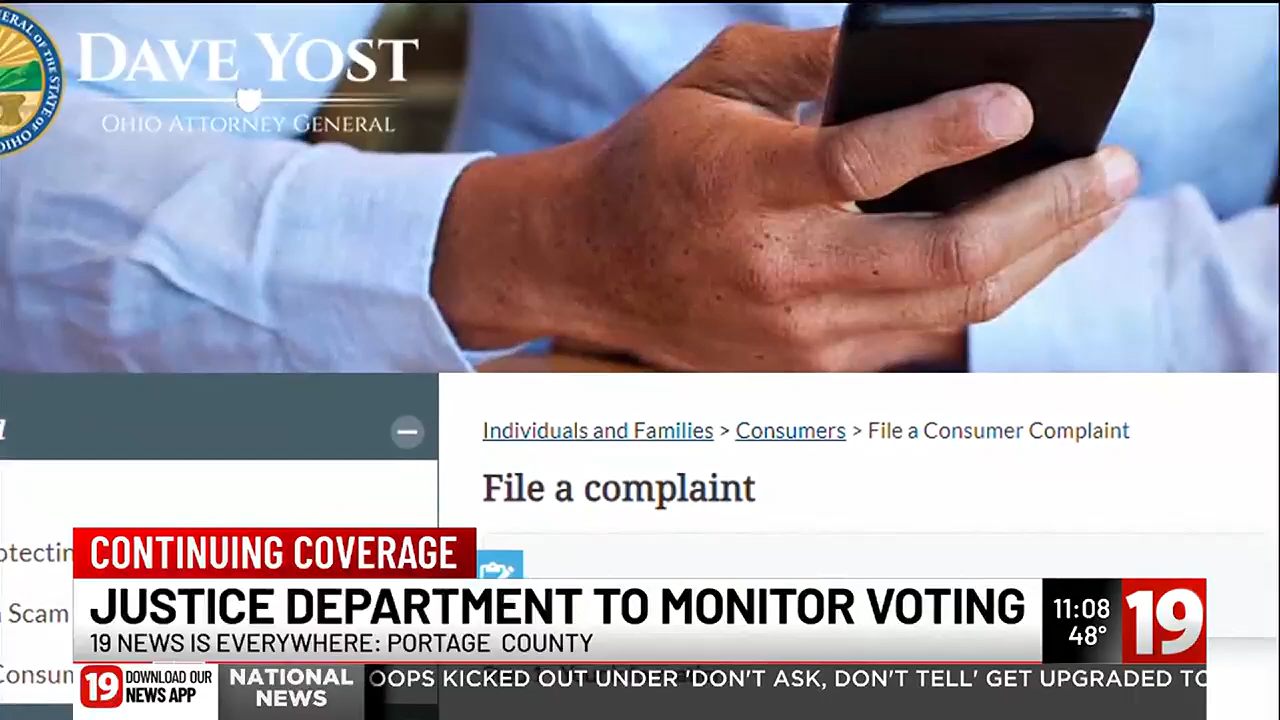 DAVE YOST
OHIO ATTORNEY GENERAL
Individuals and Families > Consumers > File a Consumer Complaint
File a complaint
Scam
CONTINUING COVERAGE
JUSTICE DEPARTMENT TO MONITOR VOTING
19 NEWS IS EVERYWHERE: PORTAGE COUNTY
11:08
48°
19
19 DOWNLOAD OUR
NEWS APP
NATIONAL
NEWS
OOPS KICKED OUT UNDER 'DON'T ASK, DON'T TELL' GET UPGRADED TO